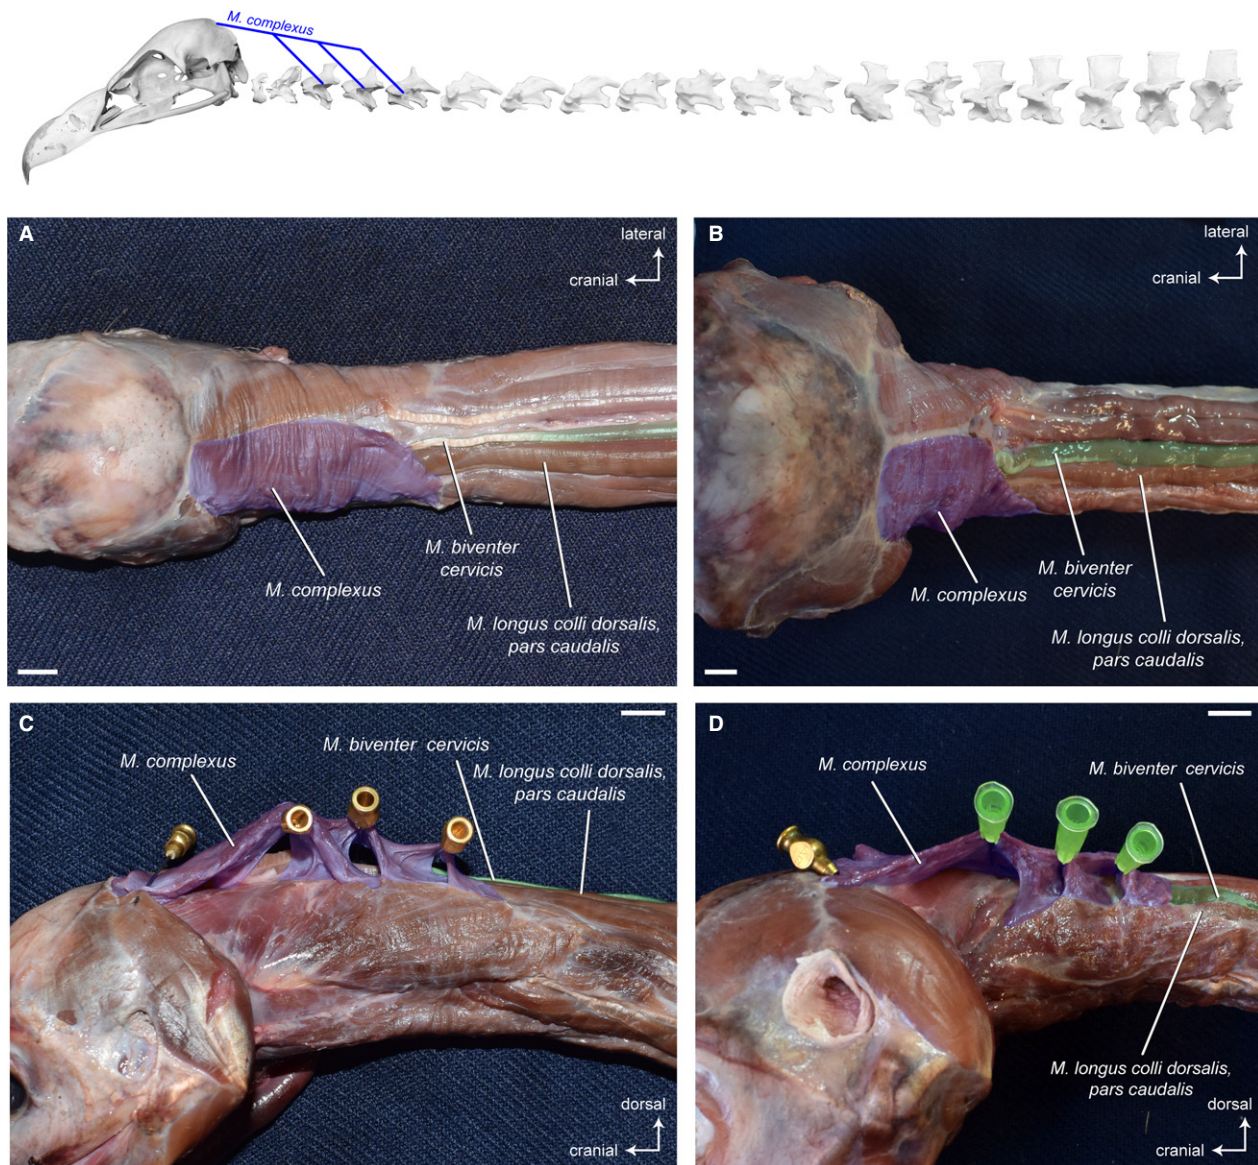 M. complexus
A
lateral
cranial
M. biventer
cervicis
M. complexus
M. longus colli dorsalis,
pars caudalis
B
lateral
cranial
M. biventer
cervicis
M. complexus
M. longus colli dorsalis,
pars caudalis
C
M. biventer cervicis
M. complexus
M. longus colli dorsalis,
pars caudalis
dorsal
cranial
D
M. complexus
M. biventer cervicis
M. longus colli dorsalis,
pars caudalis
dorsal
cranial